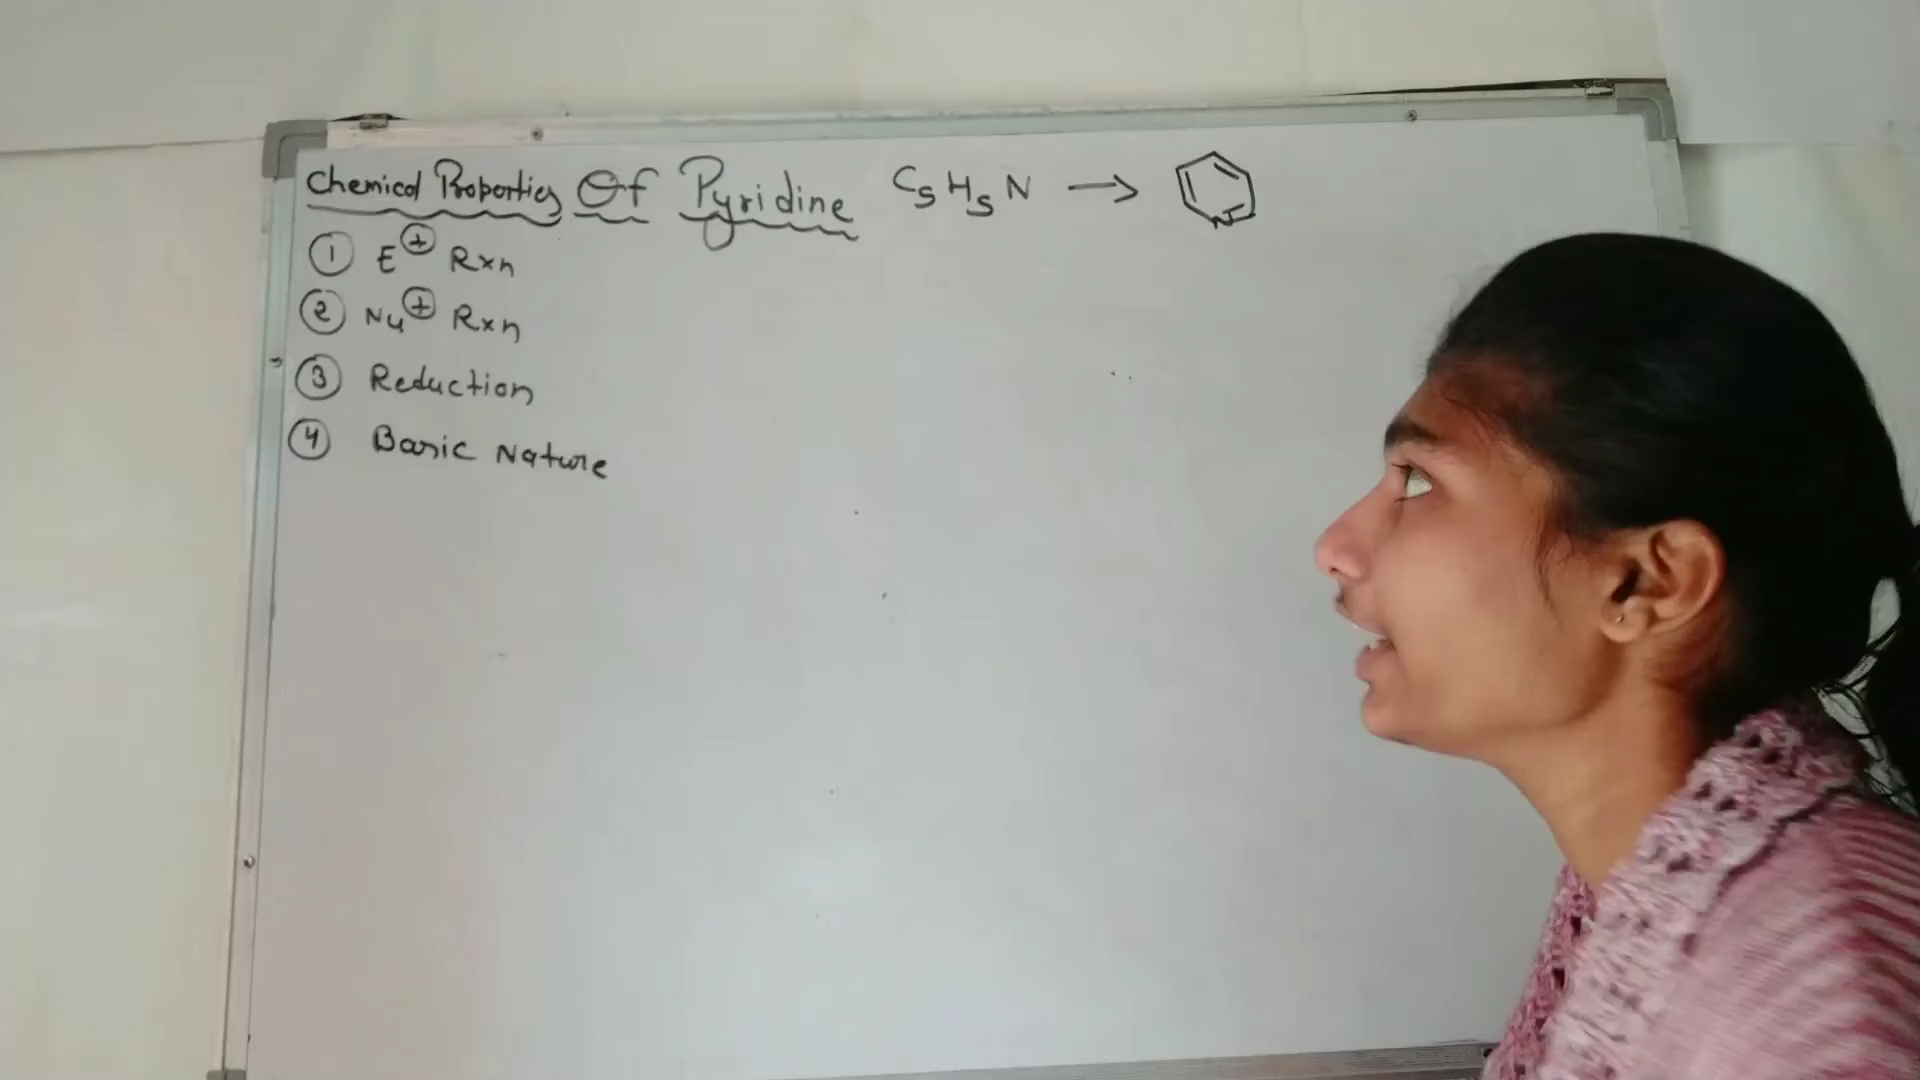 Chemical Properties Of Pyridine C5H5N → N
① E⊕ Rxn
② Nu⊕ Rxn
③ Reduction
④ Basic Nature